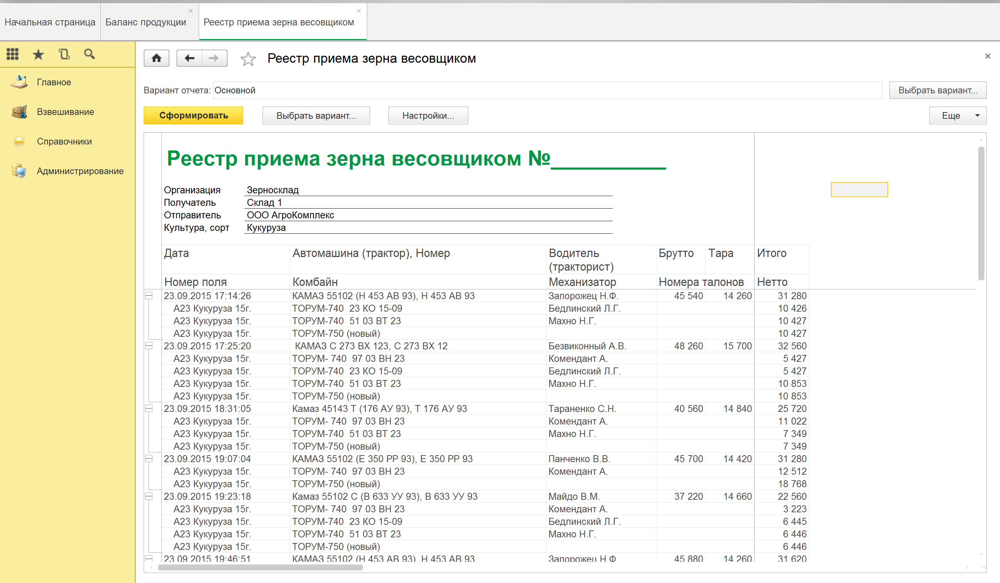 Начальная страница
Баланс продукции
Реестр приема зерна весовщиком
Реестр приема зерна весовщиком
Главное
Взвешивание
Справочники
Администрирование
Вариант отчета: Основной Выбрать вариант...
Сформировать Выбрать вариант... Настройки... Еще
Реестр приема зерна весовщиком №__________
Организация Зерносклад
Получатель Склад 1
Отправитель ООО АгроКомплекс
Культура, сорт Кукуруза
Дата Автомашина (трактор), Номер Водитель (тракторист) Брутто Тара Итого
Номер поля Комбайн Механизатор Номера талонов Нетто
23.09.2015 17:14:26 КАМАЗ 55102 (Н 453 АВ 93), Н 453 АВ 93 Запорожец Н.Ф. 45 540 14 260 31 280
А23 Кукуруза 15г. ТОРУМ-740 23 КО 15-09 Бедлинский Л.Г. 10 426
А23 Кукуруза 15г. ТОРУМ-740 51 03 ВТ 23 Махно Н.Г. 10 427
А23 Кукуруза 15г. ТОРУМ-750 (новый) 10 427
23.09.2015 17:25:20 КАМАЗ С 273 ВХ 123, С 273 ВХ 12 Безвиконный А.В. 48 260 15 700 32 560
А23 Кукуруза 15г. ТОРУМ- 740 97 03 ВН 23 Комендант А. 5 427
А23 Кукуруза 15г. ТОРУМ-740 23 КО 15-09 Бедлинский Л.Г. 5 427
А23 Кукуруза 15г. ТОРУМ-740 51 03 ВТ 23 Махно Н.Г. 10 853
А23 Кукуруза 15г. ТОРУМ-750 (новый) 10 853
23.09.2015 18:31:05 Камаз 45143 Т (176 АУ 93), Т 176 АУ 93 Тараненко С.Н. 40 560 14 840 25 720
А23 Кукуруза 15г. ТОРУМ- 740 97 03 ВН 23 Комендант А. 11 022
А23 Кукуруза 15г. ТОРУМ-740 51 03 ВТ 23 Махно Н.Г. 7 349
А23 Кукуруза 15г. ТОРУМ-750 (новый) 7 349
23.09.2015 19:07:04 КАМАЗ 55102 (Е 350 РР 93), Е 350 РР 93 Панченко В.В. 45 700 14 420 31 280
А23 Кукуруза 15г. ТОРУМ- 740 97 03 ВН 23 Комендант А. 12 512
А23 Кукуруза 15г. ТОРУМ-750 (новый) 18 768
23.09.2015 19:23:18 Камаз 55102 С (В 633 УУ 93), В 633 УУ 93 Майдо В.М. 37 220 14 660 22 560
А23 Кукуруза 15г. ТОРУМ- 740 97 03 ВН 23 Комендант А. 3 223
А23 Кукуруза 15г. ТОРУМ-740 23 КО 15-09 Бедлинский Л.Г. 6 445
А23 Кукуруза 15г. ТОРУМ-740 51 03 ВТ 23 Махно Н.Г. 6 446
А23 Кукуруза 15г. ТОРУМ-750 (новый) 6 446
23.09.2015 19:46:51 КАМАЗ 55102 (Н 453 АВ 93), Н 453 АВ 93 Запорожец Н.Ф. 45 880 14 260 31 620